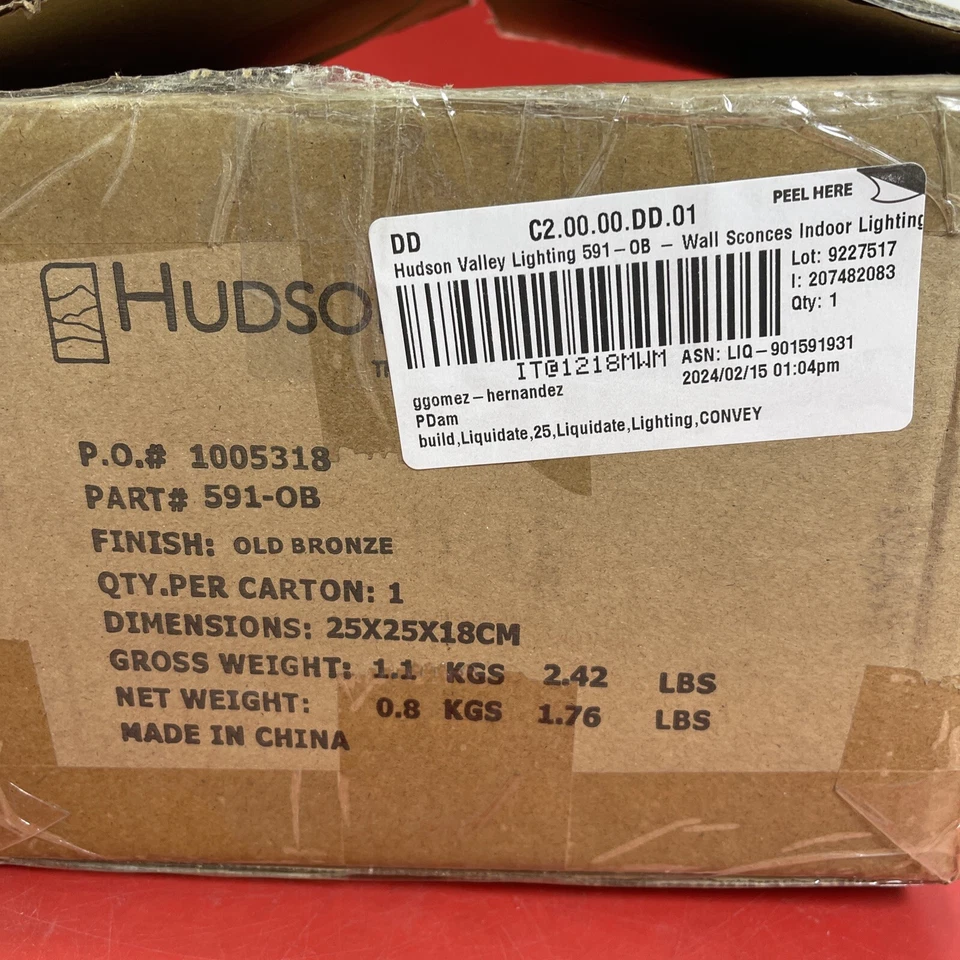 PEEL HERE
DD C2.00.00.DD.01
Hudson Valley Lighting 591-OB - Wall Sconces Indoor Lighting
Lot: 9227517
I: 207482083
Qty: 1
IT@1218MWM ASN: LIQ-901591931
2024/02/15 01:04pm
ggomez-hernandez
PDam
build,Liquidate,25,Liquidate,Lighting,CONVEY
P.O.# 1005318
PART# 591-OB
FINISH: OLD BRONZE
QTY.PER CARTON: 1
DIMENSIONS: 25X25X18CM
GROSS WEIGHT: 1.1 KGS 2.42 LBS
NET WEIGHT: 0.8 KGS 1.76 LBS
MADE IN CHINA